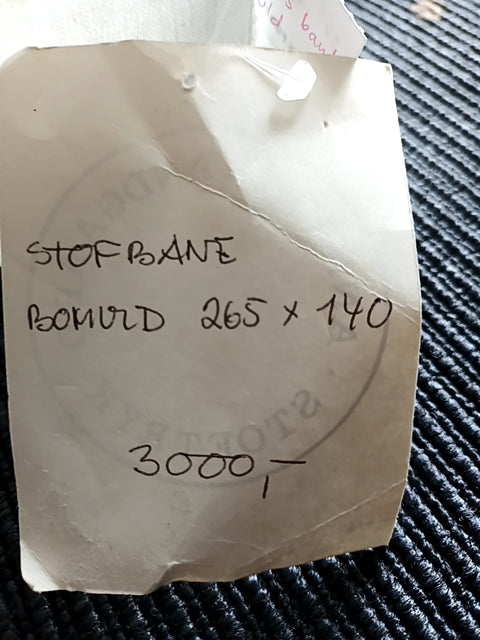 STOFBANE
BOMULD 265 x 140
3000,-